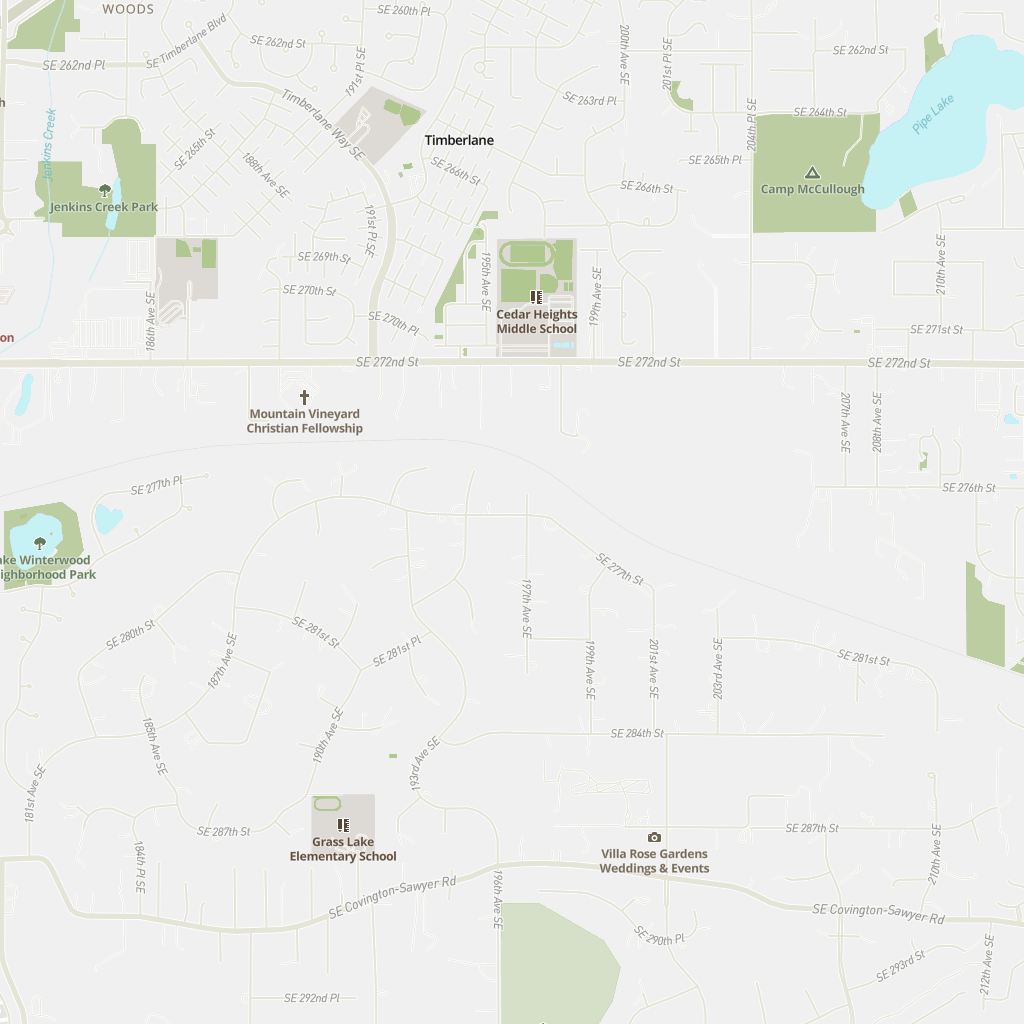 WOODS
SE 260th Pl
SE Timberlane Blvd
SE 262nd St
200th Ave SE
201st Pl SE
SE 262nd St
SE 262nd Pl
191st Pl SE
Timberlane Way SE
SE 263rd Pl
SE 264th St
Pipe Lake
204th Pl SE
Jenkins Creek
SE 265th St
188th Ave SE
Timberlane
SE 266th St
SE 265th Pl
SE 266th St
Camp McCullough
Jenkins Creek Park
191st Pl SE
SE 269th St
195th Ave SE
199th Ave SE
210th Ave SE
SE 270th St
186th Ave SE
SE 270th Pl
Cedar Heights
Middle School
SE 271st St
on
SE 272nd St
SE 272nd St
SE 272nd St
Mountain Vineyard
Christian Fellowship
207th Ave SE
208th Ave SE
SE 277th Pl
SE 276th St
ake Winterwood
ighborhood Park
SE 277th St
197th Ave SE
SE 280th St
SE 281st St
187th Ave SE
SE 281st Pl
199th Ave SE
201st Ave SE
203rd Ave SE
SE 281st St
185th Ave SE
190th Ave SE
SE 284th St
193rd Ave SE
181st Ave SE
SE 287th St
184th Pl SE
Grass Lake
Elementary School
SE 287th St
Villa Rose Gardens
Weddings & Events
210th Ave SE
SE Covington-Sawyer Rd
196th Ave SE
SE Covington-Sawyer Rd
SE 290th Pl
SE 293rd St
212th Ave SE
SE 292nd Pl